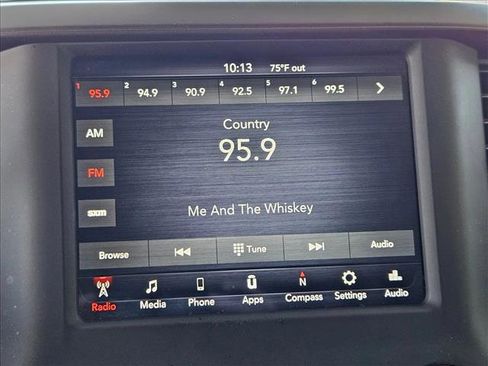 10:13 75°F out
1 95.9 2 94.9 3 90.9 4 92.5 5 97.1 6 99.5
AM
Country
95.9
FM
sxm
Me And The Whiskey
Browse Tune Audio
N
Radio Media Phone Apps Compass Settings Audio